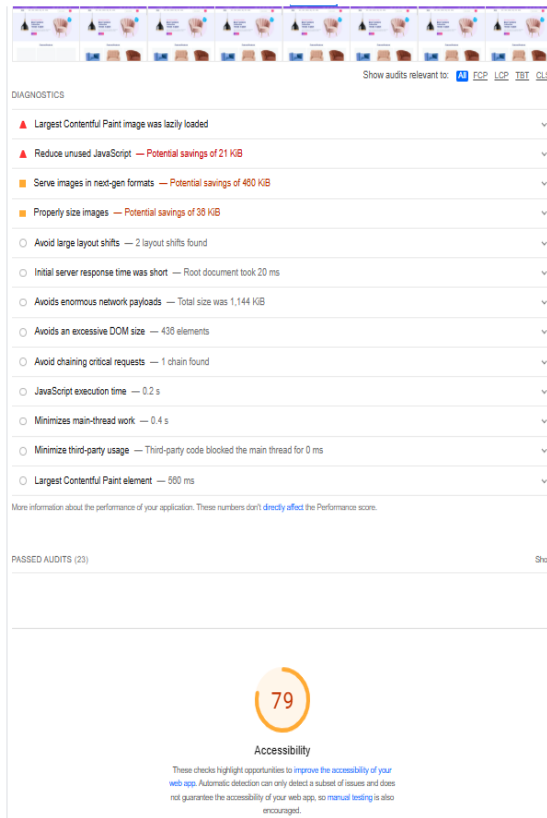 Show audits relevant to: All FCP LCP TBT CLS
DIAGNOSTICS
Largest Contentful Paint image was lazily loaded
Reduce unused JavaScript — Potential savings of 21 KiB
Serve images in next-gen formats — Potential savings of 460 KiB
Properly size images — Potential savings of 36 KiB
Avoid large layout shifts — 2 layout shifts found
Initial server response time was short — Root document took 20 ms
Avoids enormous network payloads — Total size was 1,144 KiB
Avoids an excessive DOM size — 436 elements
Avoid chaining critical requests — 1 chain found
JavaScript execution time — 0.2 s
Minimizes main-thread work — 0.4 s
Minimize third-party usage — Third-party code blocked the main thread for 0 ms
Largest Contentful Paint element — 560 ms
More information about the performance of your application. These numbers don't directly affect the Performance score.
PASSED AUDITS (23) Sho
79
Accessibility
These checks highlight opportunities to improve the accessibility of your
web app. Automatic detection can only detect a subset of issues and does
not guarantee the accessibility of your web app, so manual testing is also
encouraged.